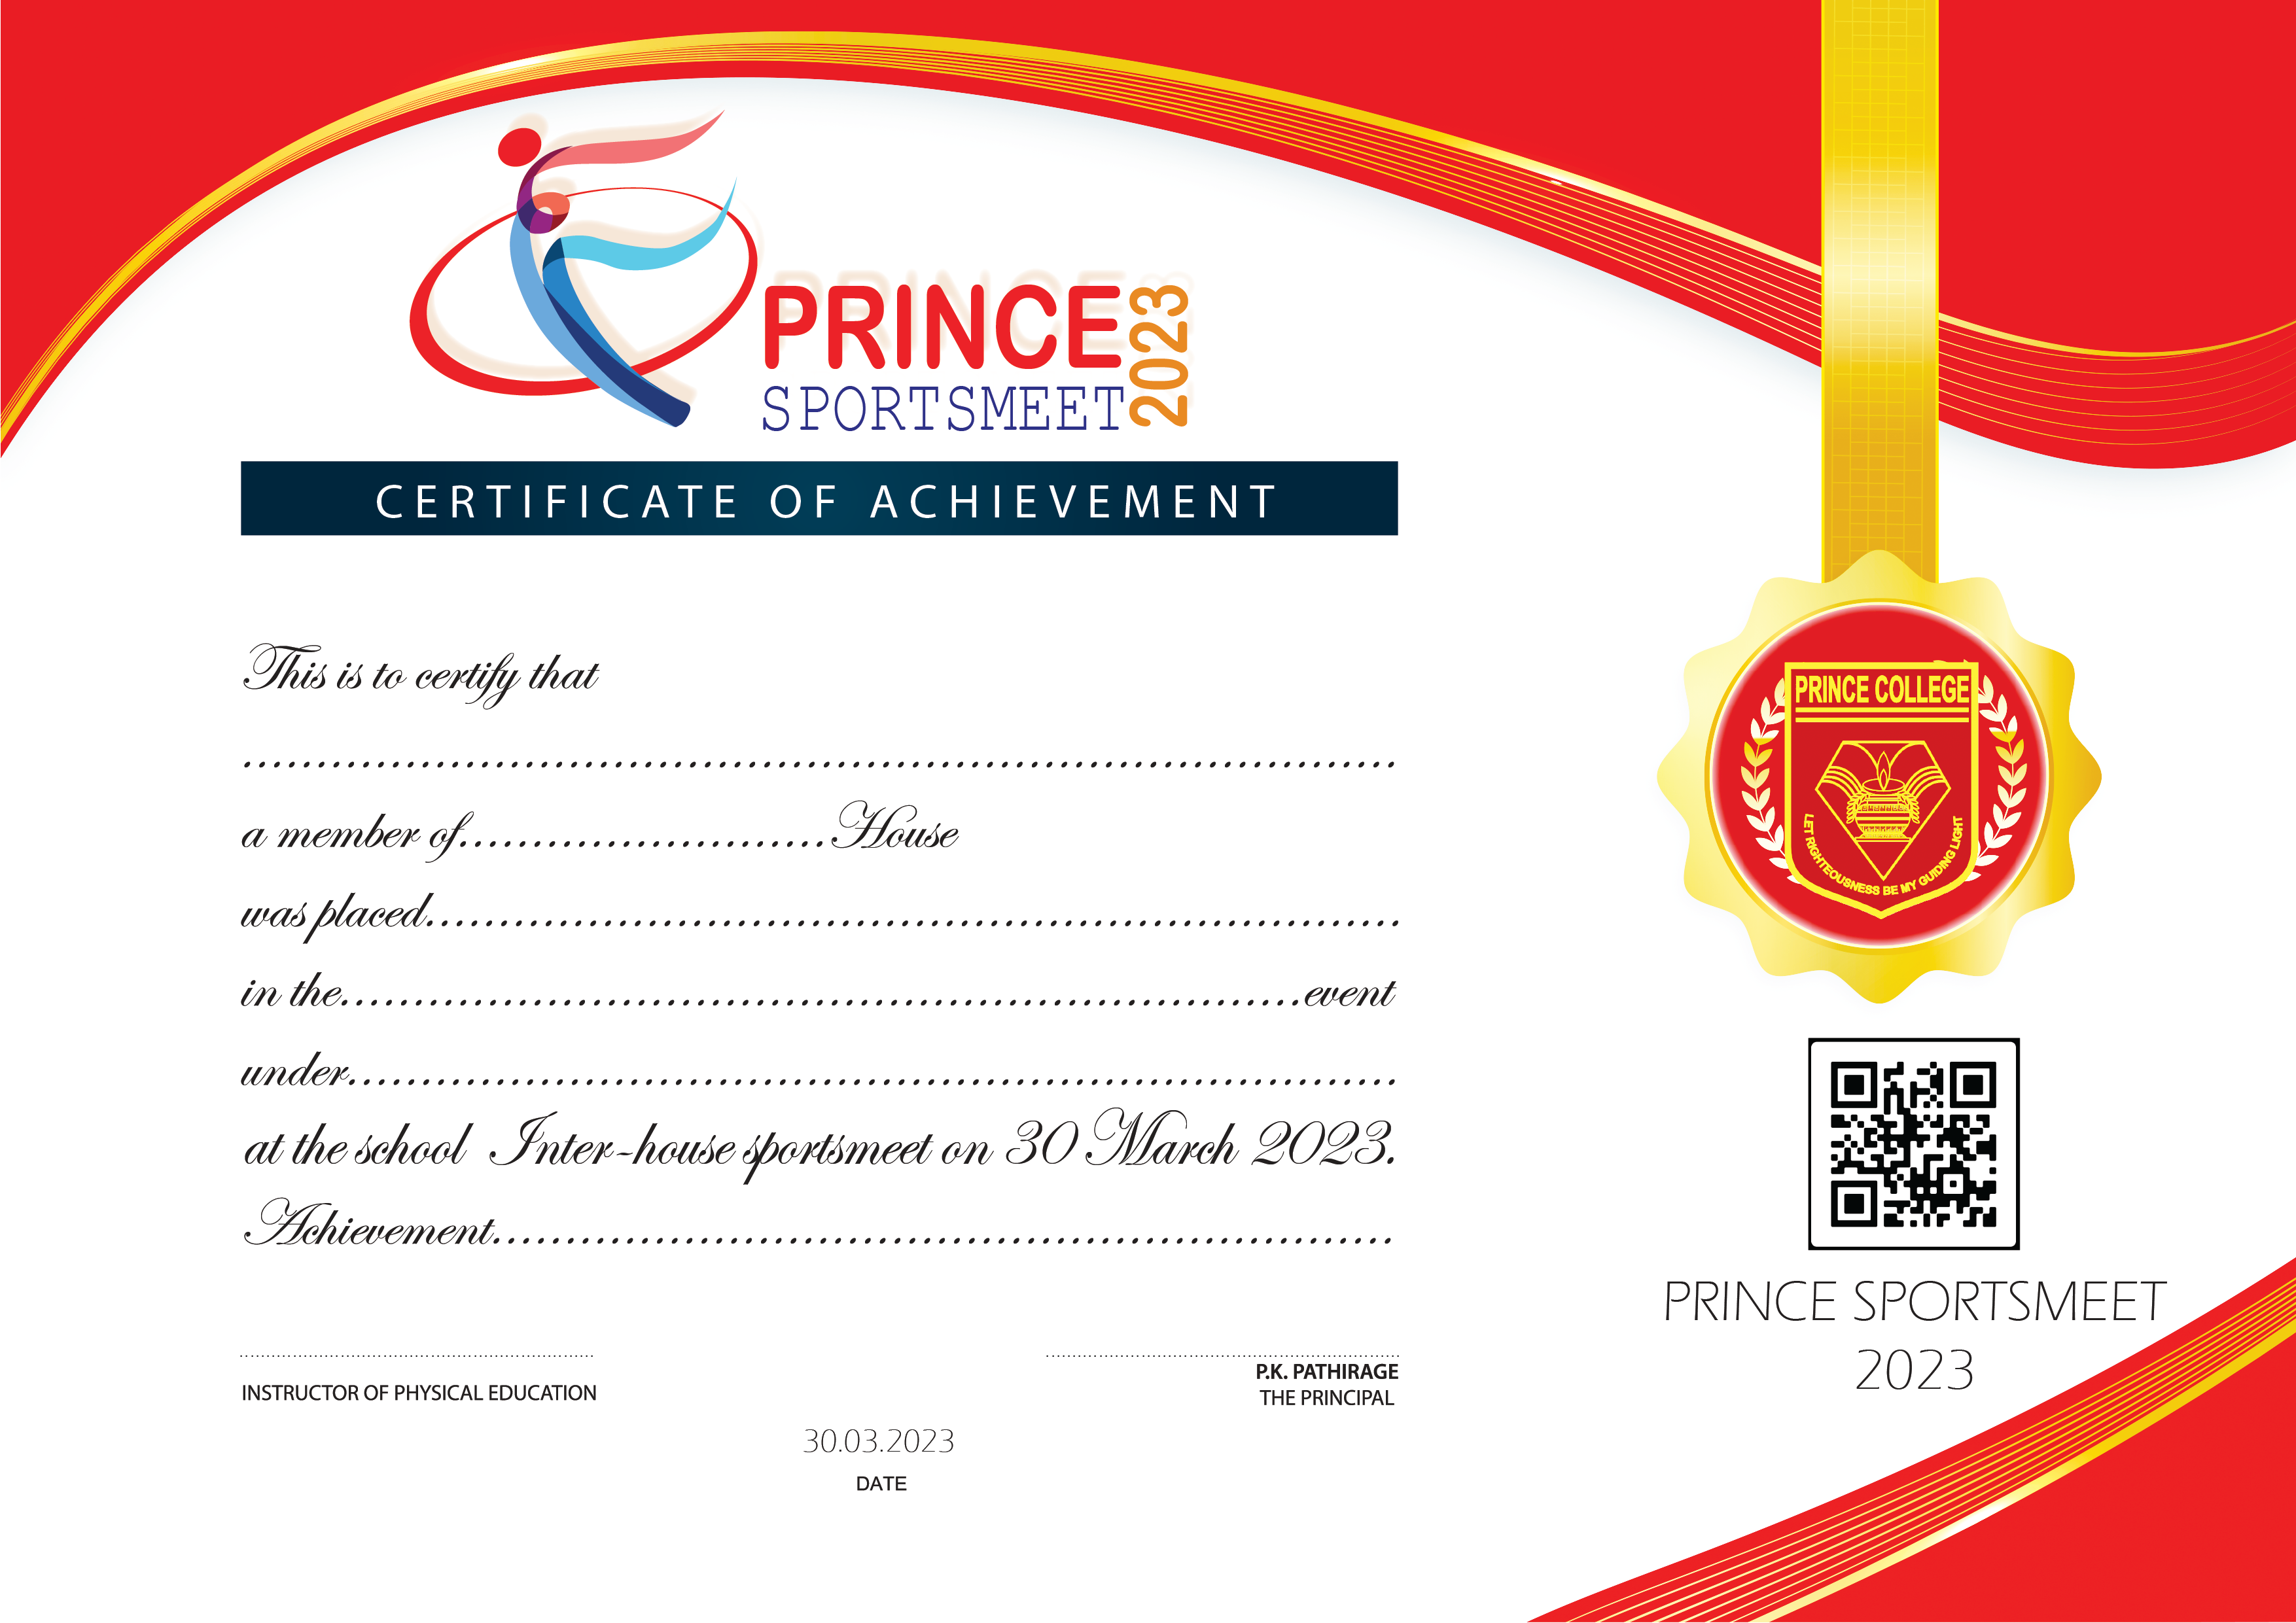 PRINCE
SPORTSMEET
2023
CERTIFICATE OF ACHIEVEMENT
This is to certify that
................................................................................
a member of.........................House
was placed...................................................................
in the..................................................................event
under........................................................................
at the school Inter-house sportsmeet on 30 March 2023.
Achievement..............................................................
INSTRUCTOR OF PHYSICAL EDUCATION
P.K. PATHIRAGE
THE PRINCIPAL
30.03.2023
DATE
PRINCE COLLEGE
LET RIGHTEOUSNESS BE MY GUIDING LIGHT
PRINCE SPORTSMEET
2023